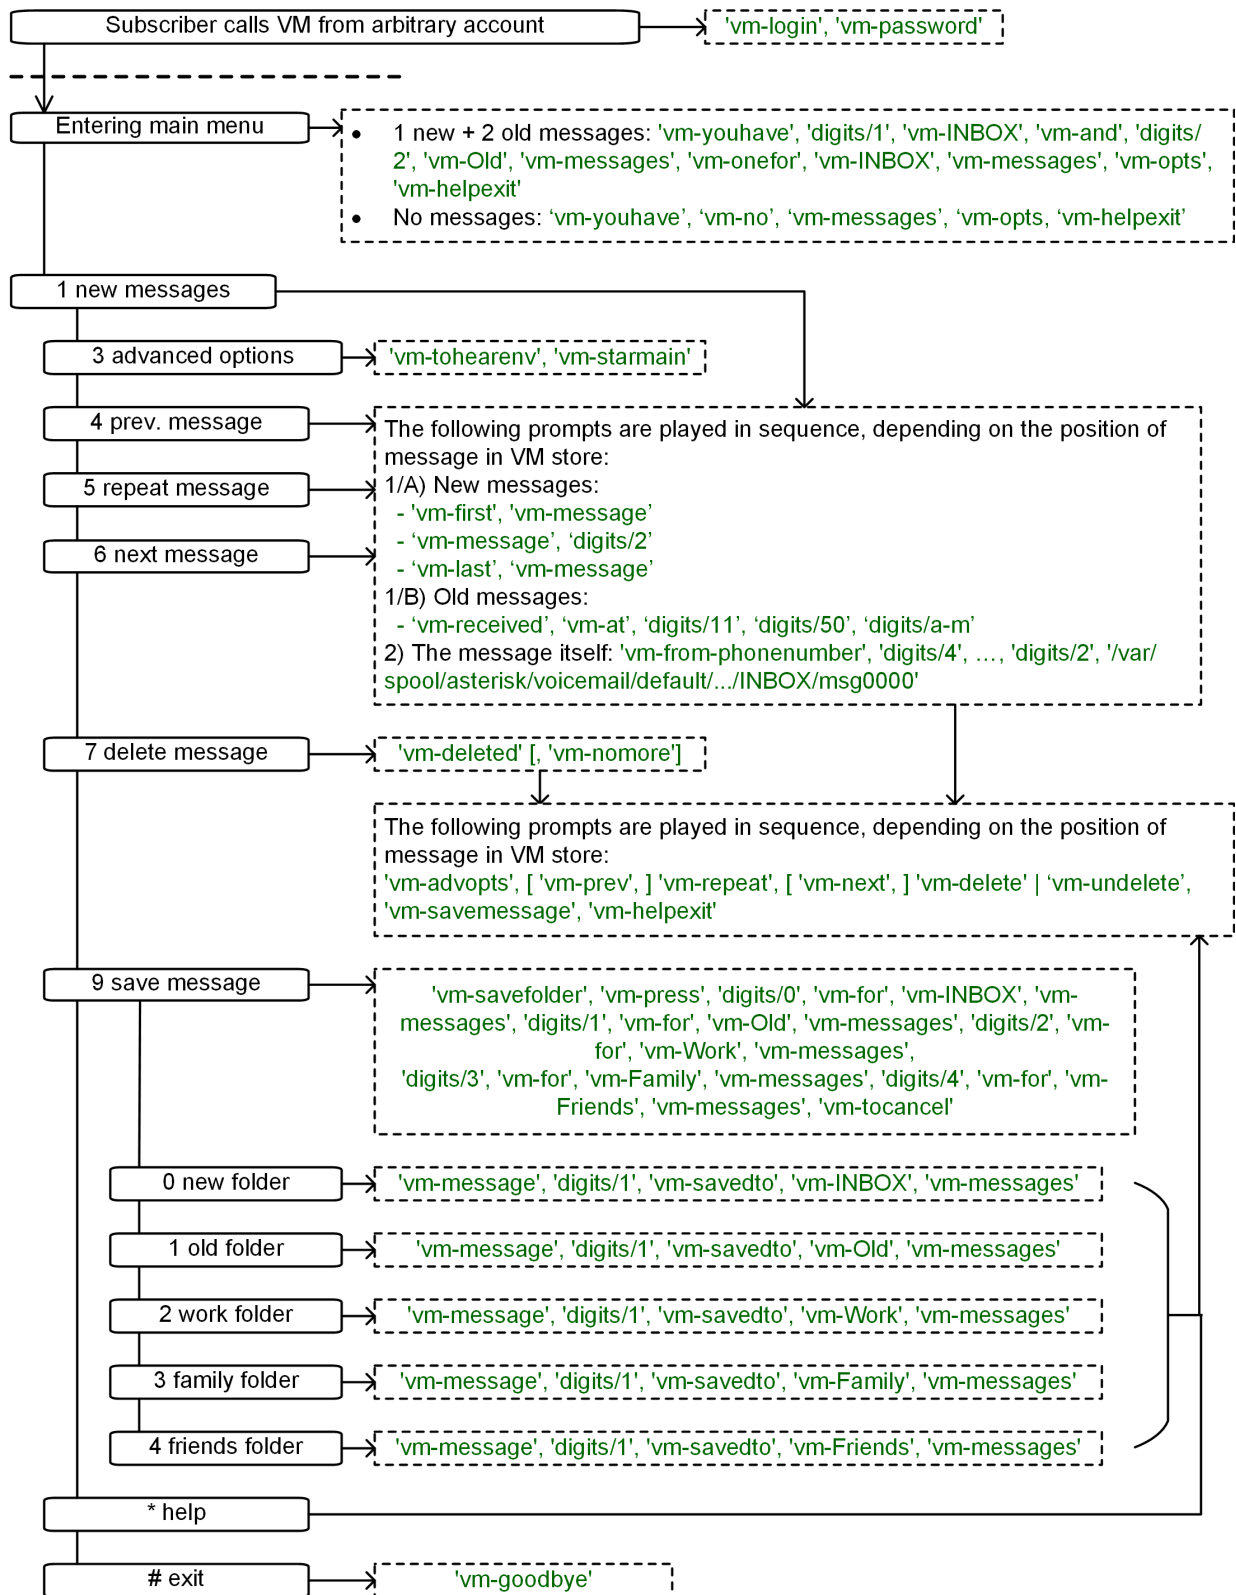 Subscriber calls VM from arbitrary account
'vm-login', 'vm-password'
Entering main menu
• 1 new + 2 old messages: 'vm-youhave', 'digits/1', 'vm-INBOX', 'vm-and', 'digits/
2', 'vm-Old', 'vm-messages', 'vm-onefor', 'vm-INBOX', 'vm-messages', 'vm-opts',
'vm-helpexit'
• No messages: ‘vm-youhave’, ‘vm-no’, ‘vm-messages’, ‘vm-opts, ‘vm-helpexit’
1 new messages
3 advanced options
'vm-tohearenv', 'vm-starmain'
4 prev. message
5 repeat message
6 next message
The following prompts are played in sequence, depending on the position of
message in VM store:
1/A) New messages:
- 'vm-first', 'vm-message’
- ‘vm-message’, ‘digits/2’
- ‘vm-last’, ‘vm-message’
1/B) Old messages:
- ‘vm-received’, ‘vm-at’, ‘digits/11’, ‘digits/50’, ‘digits/a-m’
2) The message itself: 'vm-from-phonenumber', 'digits/4', …, 'digits/2', '/var/
spool/asterisk/voicemail/default/.../INBOX/msg0000'
7 delete message
'vm-deleted' [, 'vm-nomore']
The following prompts are played in sequence, depending on the position of
message in VM store:
'vm-advopts', [ 'vm-prev', ] 'vm-repeat', [ 'vm-next', ] 'vm-delete' | ‘vm-undelete’,
'vm-savemessage', 'vm-helpexit'
9 save message
'vm-savefolder', 'vm-press', 'digits/0', 'vm-for', 'vm-INBOX', 'vm-
messages', 'digits/1', 'vm-for', 'vm-Old', 'vm-messages', 'digits/2', 'vm-
for', 'vm-Work', 'vm-messages',
'digits/3', 'vm-for', 'vm-Family', 'vm-messages', 'digits/4', 'vm-for', 'vm-
Friends', 'vm-messages', 'vm-tocancel'
0 new folder
'vm-message', 'digits/1', 'vm-savedto', 'vm-INBOX', 'vm-messages'
1 old folder
'vm-message', 'digits/1', 'vm-savedto', 'vm-Old', 'vm-messages'
2 work folder
'vm-message', 'digits/1', 'vm-savedto', 'vm-Work', 'vm-messages'
3 family folder
'vm-message', 'digits/1', 'vm-savedto', 'vm-Family', 'vm-messages'
4 friends folder
'vm-message', 'digits/1', 'vm-savedto', 'vm-Friends', 'vm-messages'
* help
# exit
'vm-goodbye'